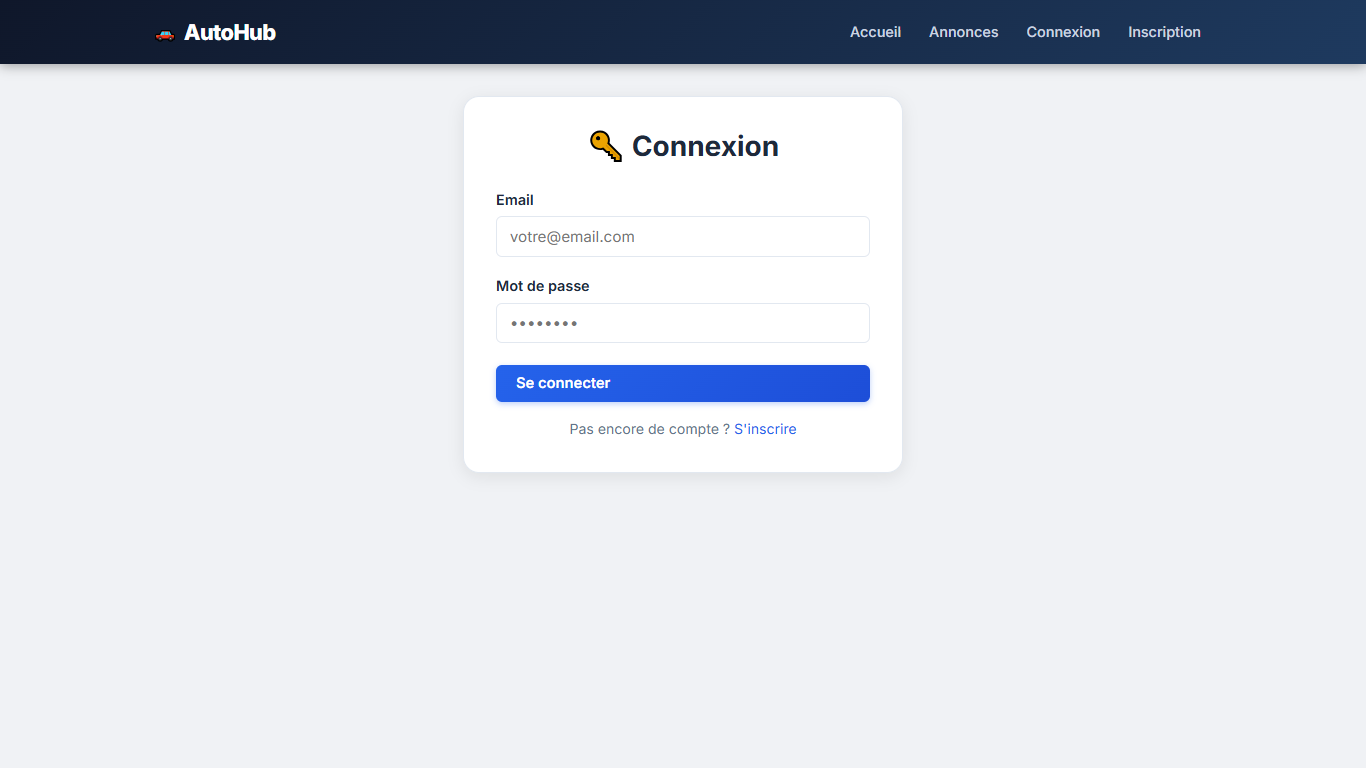 AutoHub
Accueil Annonces Connexion Inscription
Connexion
Email
votre@email.com
Mot de passe
••••••••
Se connecter
Pas encore de compte ? S'inscrire